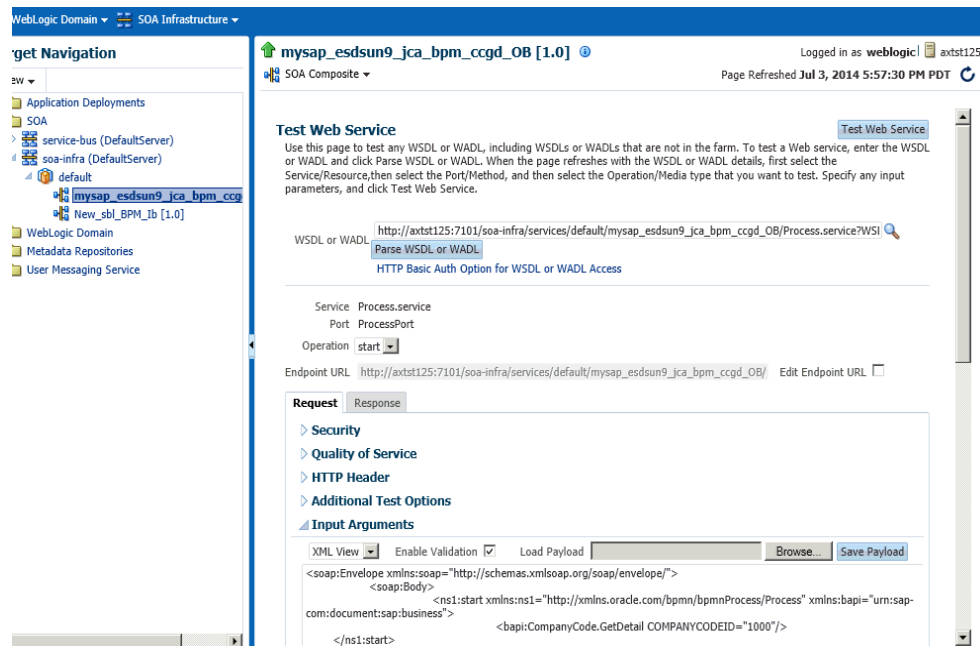 WebLogic Domain SOA Infrastructure
rget Navigation
ew
Application Deployments
SOA
service-bus (DefaultServer)
soa-infra (DefaultServer)
default
mysap_esdsun9_jca_bpm_ccg
New_sbl_BPM_Ib [1.0]
WebLogic Domain
Metadata Repositories
User Messaging Service
mysap_esdsun9_jca_bpm_ccgd_OB [1.0]
Logged in as weblogic axtst125
SOA Composite
Page Refreshed Jul 3, 2014 5:57:30 PM PDT
Test Web Service
Test Web Service
Use this page to test any WSDL or WADL, including WSDLs or WADLs that are not in the farm. To test a Web service, enter the WSDL
or WADL and click Parse WSDL or WADL. When the page refreshes with the WSDL or WADL details, first select the
Service/Resource,then select the Port/Method, and then select the Operation/Media type that you want to test. Specify any input
parameters, and click Test Web Service.
WSDL or WADL http://axtst125:7101/soa-infra/services/default/mysap_esdsun9_jca_bpm_ccgd_OB/Process.service?WSI
Parse WSDL or WADL
HTTP Basic Auth Option for WSDL or WADL Access
Service Process.service
Port ProcessPort
Operation start
Endpoint URL http://axtst125:7101/soa-infra/services/default/mysap_esdsun9_jca_bpm_ccgd_OB/ Edit Endpoint URL
Request Response
Security
Quality of Service
HTTP Header
Additional Test Options
Input Arguments
XML View Enable Validation Load Payload Browse... Save Payload
<soap:Envelope xmlns:soap="http://schemas.xmlsoap.org/soap/envelope/">
<soap:Body>
<ns1:start xmlns:ns1="http://xmlns.oracle.com/bpmn/bpmnProcess/Process" xmlns:bapi="urn:sap-
com:document:sap:business">
<bapi:CompanyCode.GetDetail COMPANYCODEID="1000"/>
</ns1:start>